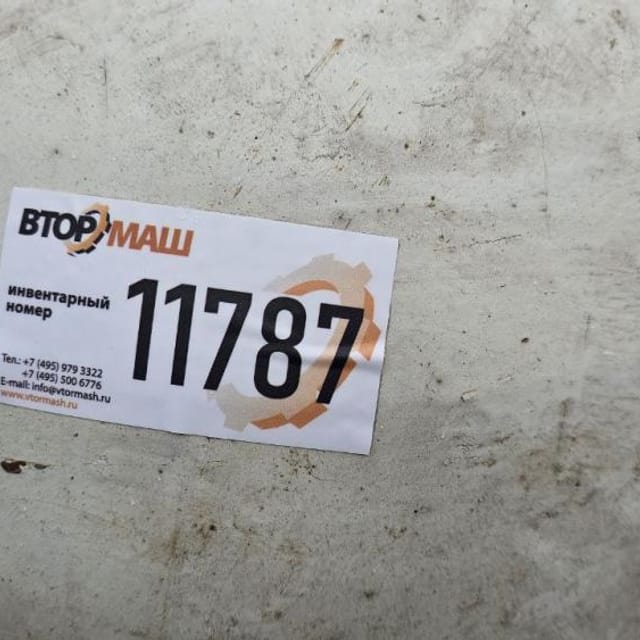 ВТОРМАШ
инвентарный
номер
11787
Тел.: +7 (495) 979 3322
+7 (495) 500 6776
E-mail: info@vtormash.ru
www.vtormash.ru